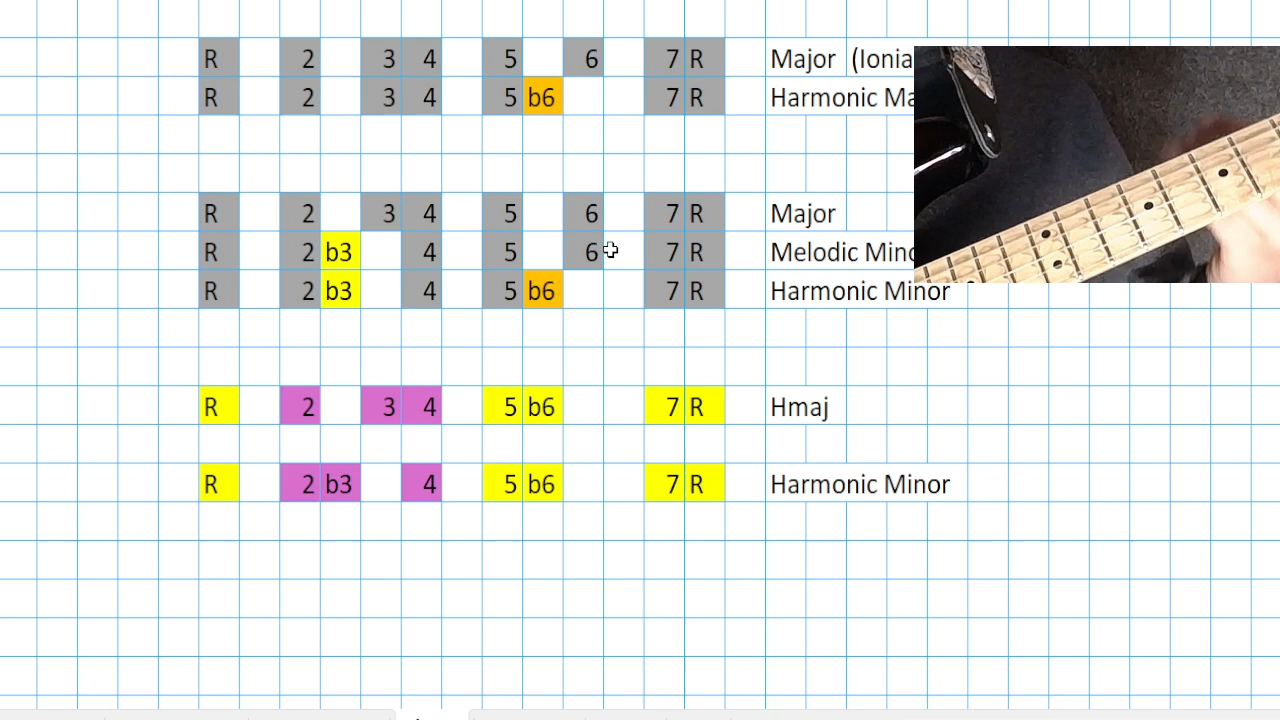 R 2 3 4 5 6 7 R Major (Ionia
R 2 3 4 5 b6 7 R Harmonic Ma
R 2 3 4 5 6 7 R Major
R 2 b3 4 5 6 7 R Melodic Mino
R 2 b3 4 5 b6 7 R Harmonic Minor
R 2 3 4 5 b6 7 R Hmaj
R 2 b3 4 5 b6 7 R Harmonic Minor